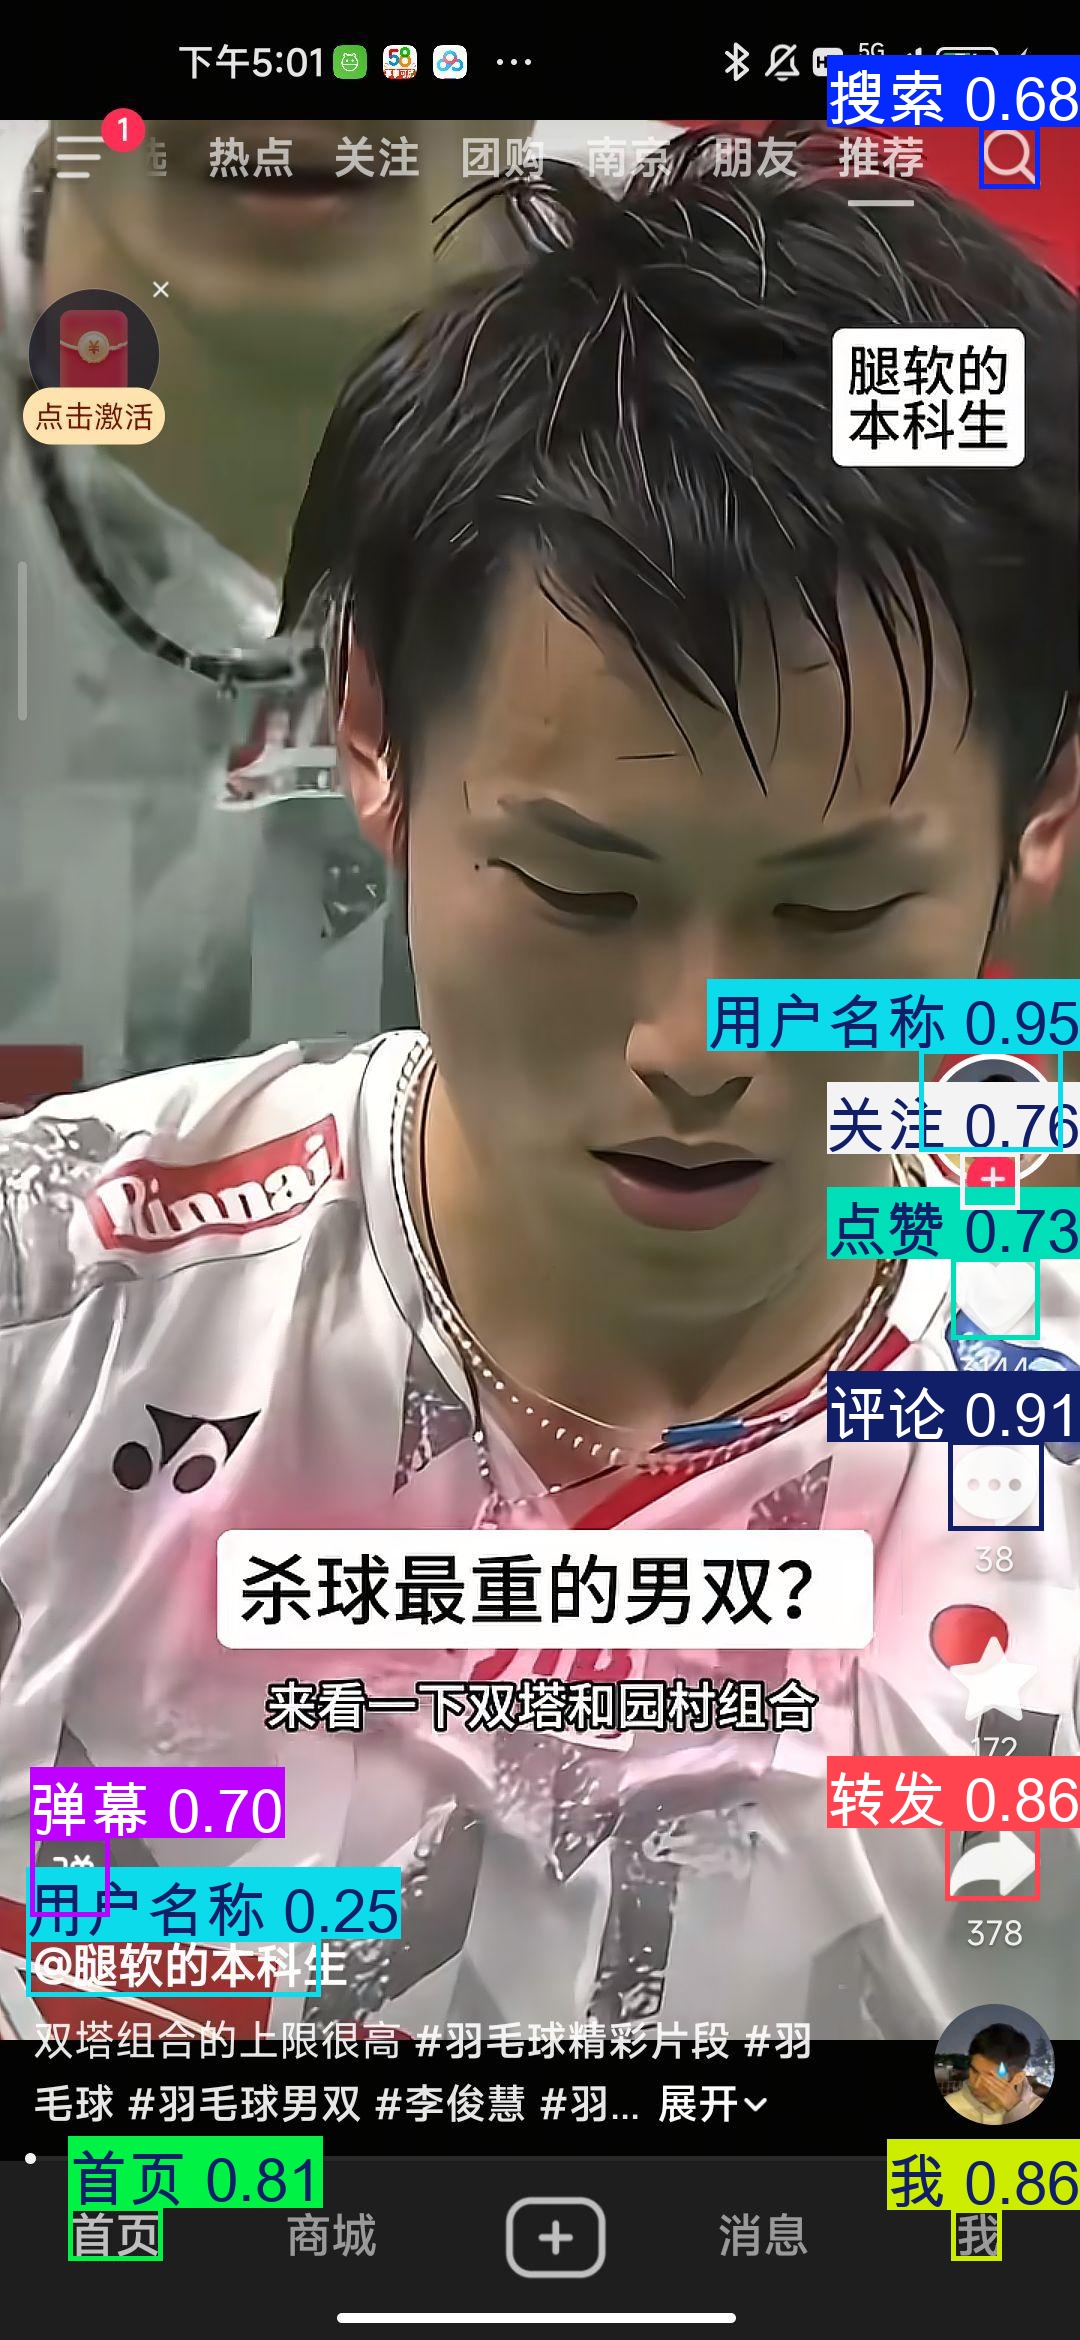 下午5:01
58
5G
搜索 0.68
1
热点 关注 团购 南京 朋友 推荐
点击激活
腿软的
本科生
用户名称 0.95
关注 0.76
Rinnai
点赞 0.73
3144
评论 0.91
38
杀球最重的男双?
来看一下双塔和园村组合
172
弹幕 0.70
转发 0.86
用户名称 0.25
378
@腿软的本科生
双塔组合的上限很高 #羽毛球精彩片段 #羽
毛球 #羽毛球男双 #李俊慧 #羽... 展开
首页 0.81
我 0.86
首页 商城 消息 我